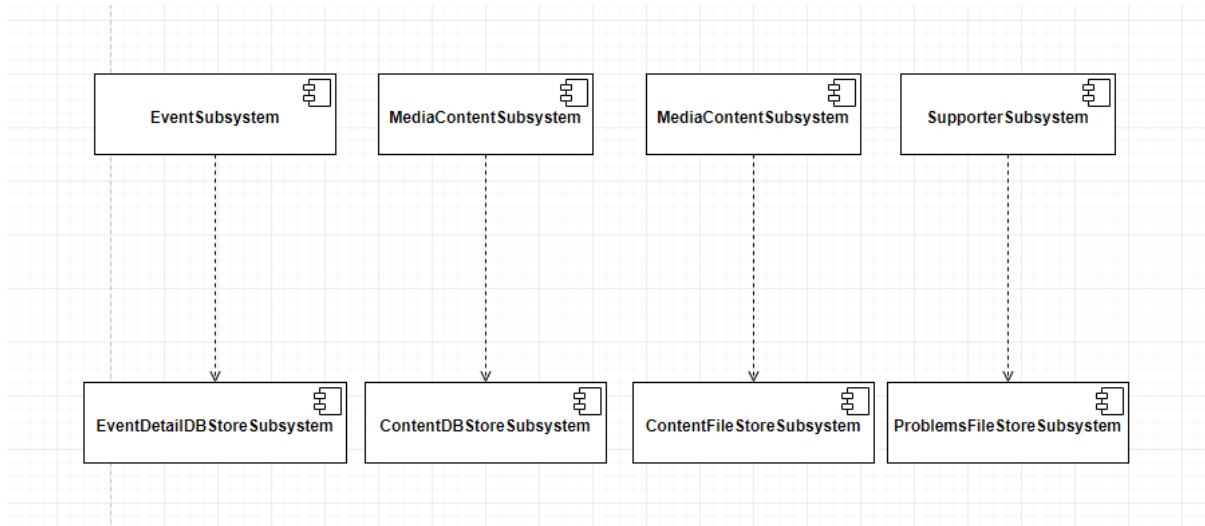 EventSubsystem
MediaContentSubsystem
MediaContentSubsystem
SupporterSubsystem
EventDetailDBStoreSubsystem
ContentDBStoreSubsystem
ContentFileStoreSubsystem
ProblemsFileStoreSubsystem